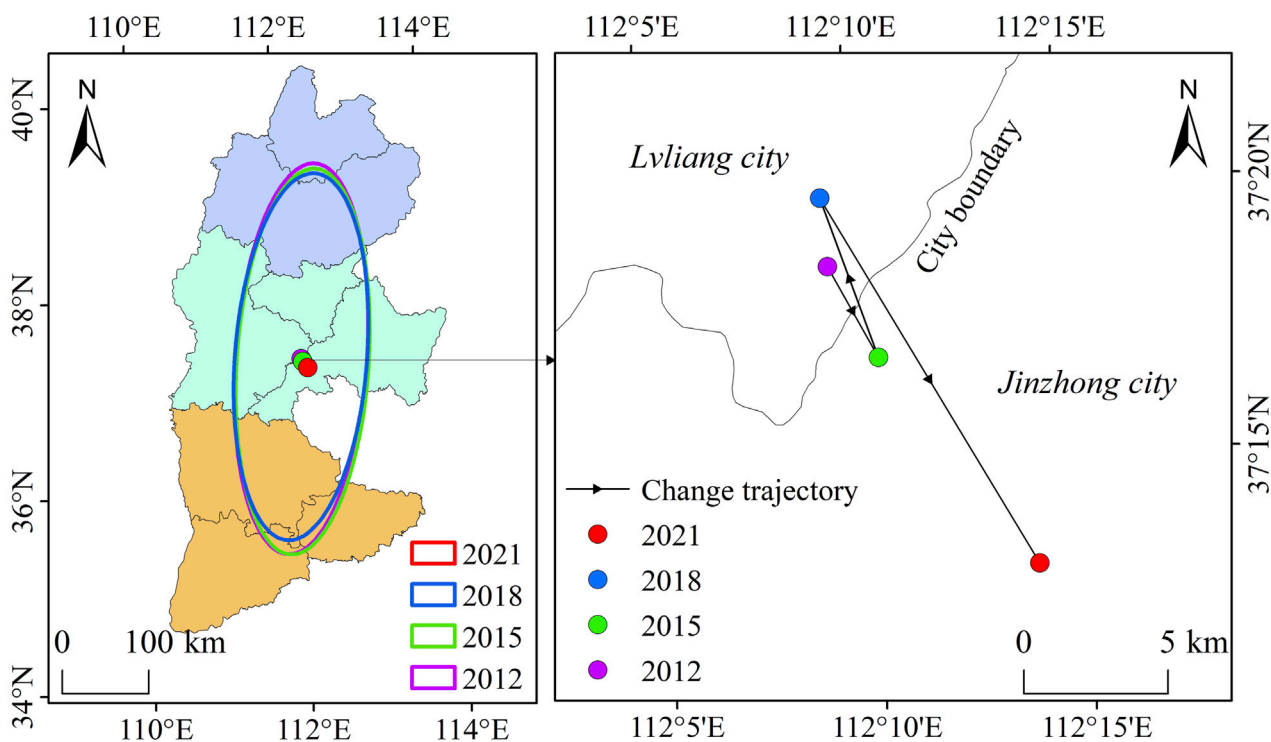 110°E 112°E 114°E
112°5'E 112°10'E 112°15'E
40°N
38°N
36°N
34°N
N
2021
2018
2015
2012
0 100 km
110°E 112°E 114°E
N
Lvliang city
City boundary
Jinzhong city
Change trajectory
2021
2018
2015
2012
0 5 km
37°20'N
37°15'N
112°5'E 112°10'E 112°15'E